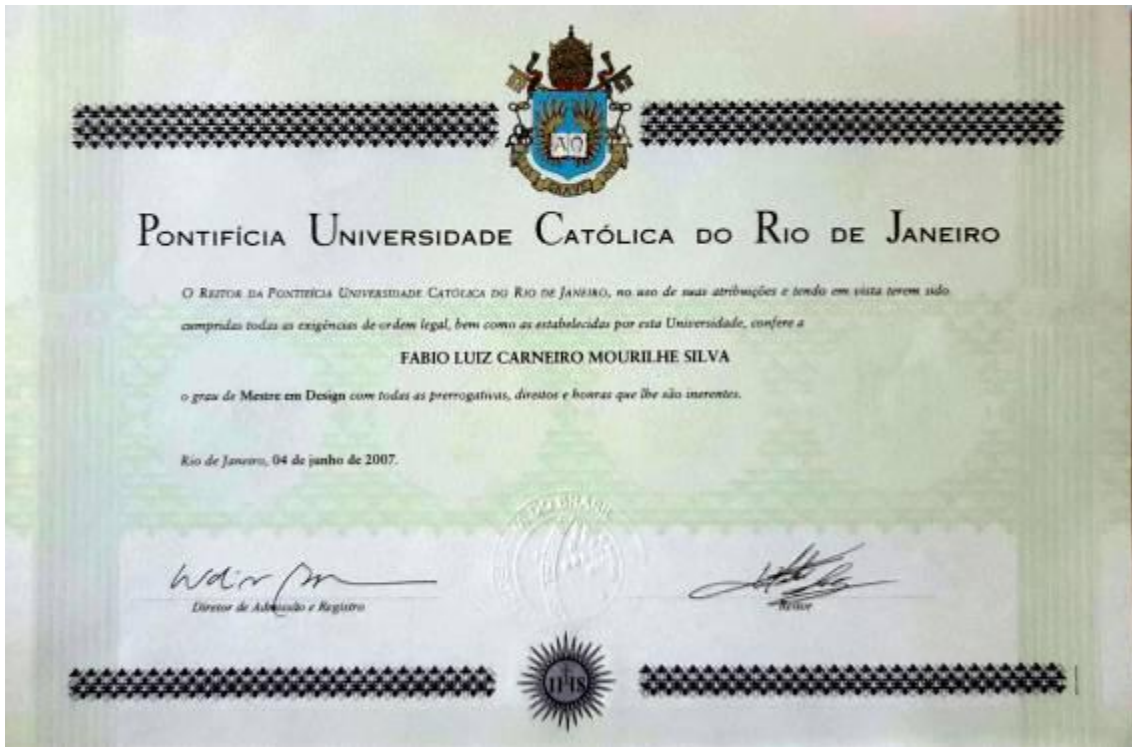 AΩ
PONTIFÍCIA UNIVERSIDADE CATÓLICA DO RIO DE JANEIRO
O REITOR DA PONTIFÍCIA UNIVERSIDADE CATÓLICA DO RIO DE JANEIRO, no uso de suas atribuições e tendo em vista terem sido
cumpridas todas as exigências de ordem legal, bem como as estabelecidas por esta Universidade, confere a
FABIO LUIZ CARNEIRO MOURILHE SILVA
o grau de Mestre em Design com todas as prerrogativas, direitos e honras que lhe são inerentes.
Rio de Janeiro, 04 de junho de 2007.
BRASIL
Diretor de Admissão e Registro
Reitor
IHS